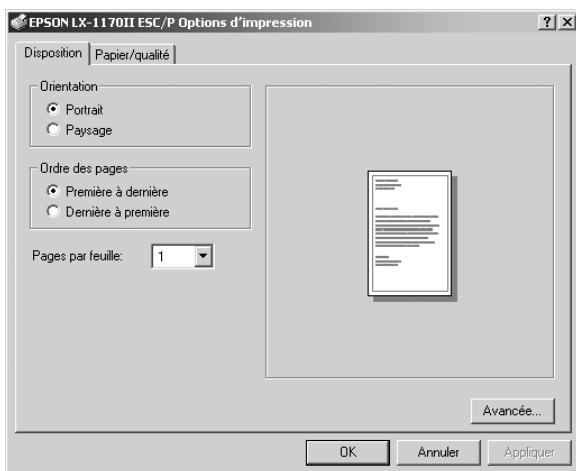 EPSON LX-1170II ESC/P Options d'impression
Disposition
Papier/qualité
Orientation
Portrait
Paysage
Ordre des pages
Première à dernière
Dernière à première
Pages par feuille: 1
Avancée...
OK
Annuler
Appliquer